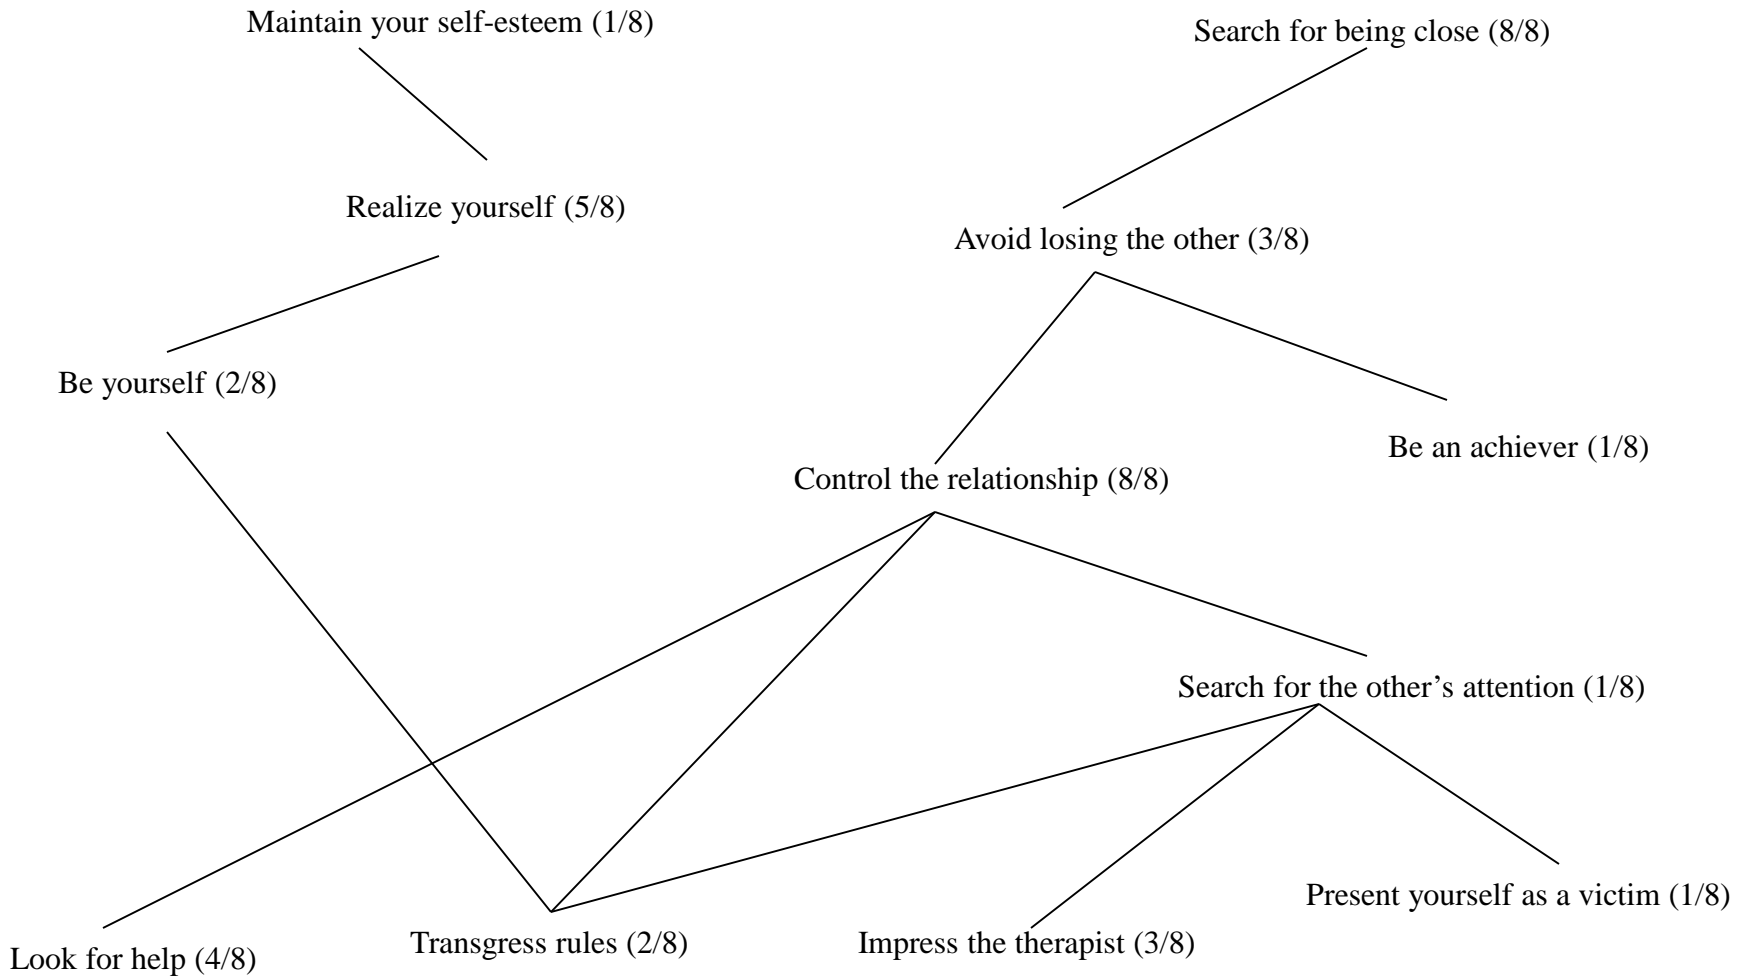 Maintain your self-esteem (1/8)
Search for being close (8/8)
Realize yourself (5/8)
Avoid losing the other (3/8)
Be yourself (2/8)
Be an achiever (1/8)
Control the relationship (8/8)
Search for the other’s attention (1/8)
Present yourself as a victim (1/8)
Look for help (4/8)
Transgress rules (2/8)
Impress the therapist (3/8)